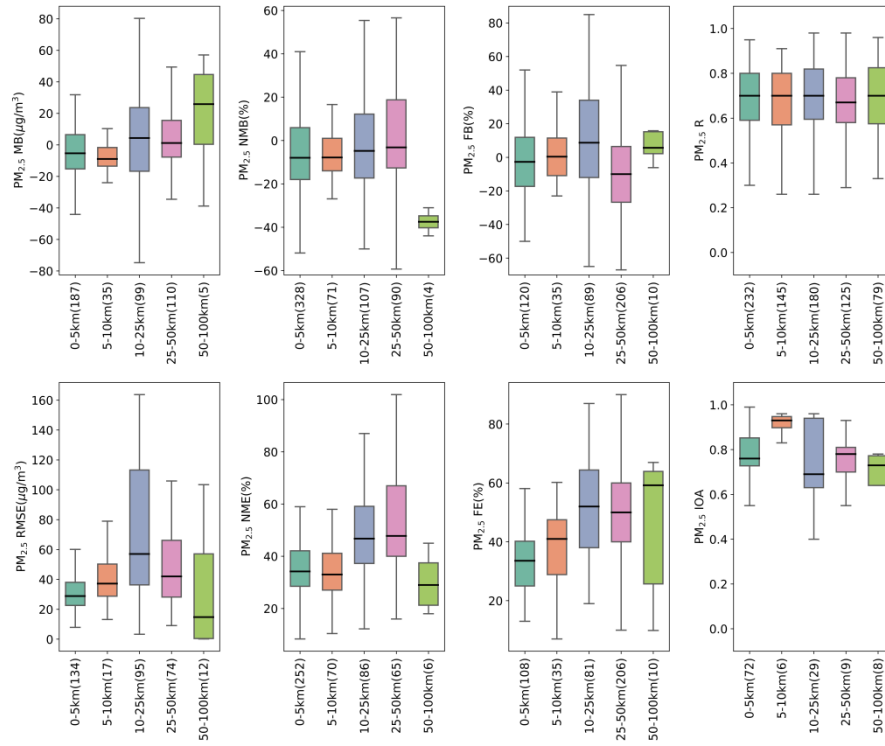 PM2.5 MB(μg/m3)
80
60
40
20
0
−20
−40
−60
−80
0-5km(187)
5-10km(35)
10-25km(99)
25-50km(110)
50-100km(5)
PM2.5 NMB(%)
60
40
20
0
−20
−40
−60
0-5km(328)
5-10km(71)
10-25km(107)
25-50km(90)
50-100km(4)
PM2.5 FB(%)
80
60
40
20
0
−20
−40
−60
0-5km(120)
5-10km(35)
10-25km(89)
25-50km(206)
50-100km(10)
PM2.5 R
1.0
0.8
0.6
0.4
0.2
0.0
0-5km(232)
5-10km(145)
10-25km(180)
25-50km(125)
50-100km(79)
PM2.5 RMSE(μg/m3)
160
140
120
100
80
60
40
20
0
0-5km(134)
5-10km(17)
10-25km(95)
25-50km(74)
50-100km(12)
PM2.5 NME(%)
100
80
60
40
20
0-5km(252)
5-10km(70)
10-25km(86)
25-50km(65)
50-100km(6)
PM2.5 FE(%)
80
60
40
20
0-5km(108)
5-10km(35)
10-25km(81)
25-50km(206)
50-100km(10)
PM2.5 IOA
1.0
0.8
0.6
0.4
0.2
0.0
0-5km(72)
5-10km(6)
10-25km(29)
25-50km(9)
50-100km(8)